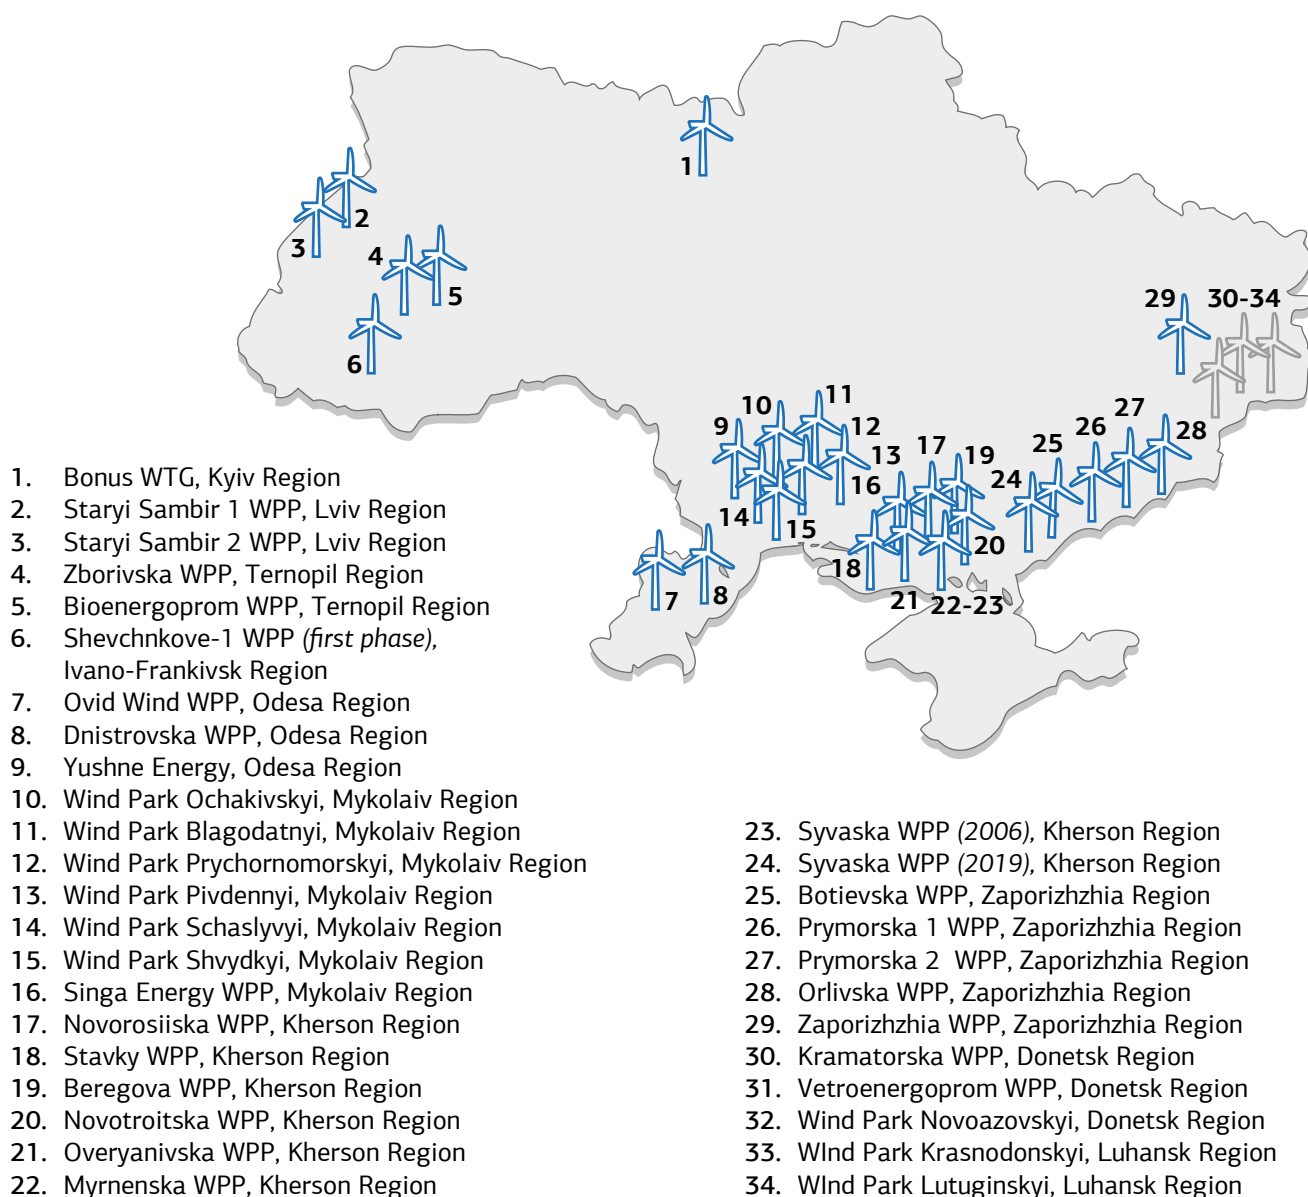 1
2
3
4
5
6
29
30-34
11
10
9
12
27
28
26
17
13
19
25
24
16
14
15
20
18
21
22-23
7
8
1. Bonus WTG, Kyiv Region
2. Staryi Sambir 1 WPP, Lviv Region
3. Staryi Sambir 2 WPP, Lviv Region
4. Zborivska WPP, Ternopil Region
5. Bioenergoprom WPP, Ternopil Region
6. Shevchnkove-1 WPP (first phase),
Ivano-Frankivsk Region
7. Ovid Wind WPP, Odesa Region
8. Dnistrovska WPP, Odesa Region
9. Yushne Energy, Odesa Region
10. Wind Park Ochakivskyi, Mykolaiv Region
11. Wind Park Blagodatnyi, Mykolaiv Region
12. Wind Park Prychornomorskyi, Mykolaiv Region
13. Wind Park Pivdennyi, Mykolaiv Region
14. Wind Park Schaslyvyi, Mykolaiv Region
15. Wind Park Shvydkyi, Mykolaiv Region
16. Singa Energy WPP, Mykolaiv Region
17. Novorosiiska WPP, Kherson Region
18. Stavky WPP, Kherson Region
19. Beregova WPP, Kherson Region
20. Novotroitska WPP, Kherson Region
21. Overyanivska WPP, Kherson Region
22. Myrnenska WPP, Kherson Region
23. Syvaska WPP (2006), Kherson Region
24. Syvaska WPP (2019), Kherson Region
25. Botievska WPP, Zaporizhzhia Region
26. Prymorska 1 WPP, Zaporizhzhia Region
27. Prymorska 2 WPP, Zaporizhzhia Region
28. Orlivska WPP, Zaporizhzhia Region
29. Zaporizhzhia WPP, Zaporizhzhia Region
30. Kramatorska WPP, Donetsk Region
31. Vetroenergoprom WPP, Donetsk Region
32. Wind Park Novoazovskyi, Donetsk Region
33. WInd Park Krasnodonskyi, Luhansk Region
34. WInd Park Lutuginskyi, Luhansk Region